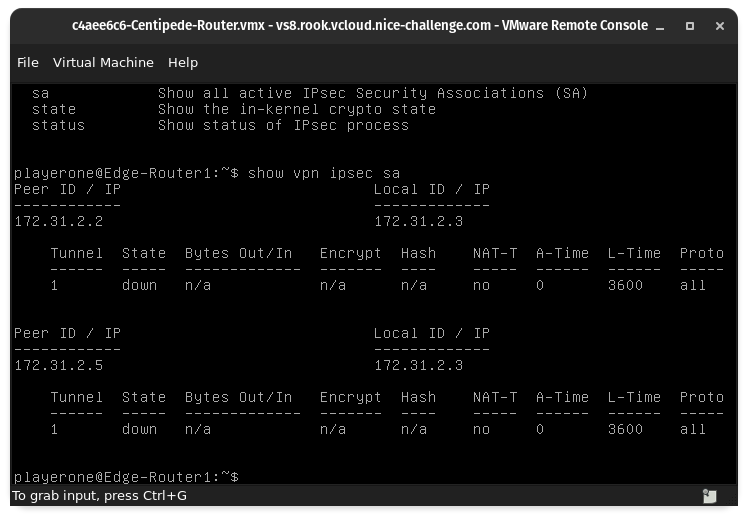 c4aee6c6-Centipede-Router.vmx - vs8.rook.vcloud.nice-challenge.com - VMware Remote Console
File Virtual Machine Help
sa Show all active IPsec Security Associations (SA)
state Show the in-kernel crypto state
status Show status of IPsec process
playerone@Edge-Router1:~$ show vpn ipsec sa
Peer ID / IP Local ID / IP
------------ -------------
172.31.2.2 172.31.2.3
Tunnel State Bytes Out/In Encrypt Hash NAT-T A-Time L-Time Proto
------ ----- ------------- ------- ---- ----- ------ ------ -----
1 down n/a n/a n/a no 0 3600 all
Peer ID / IP Local ID / IP
------------ -------------
172.31.2.5 172.31.2.3
Tunnel State Bytes Out/In Encrypt Hash NAT-T A-Time L-Time Proto
------ ----- ------------- ------- ---- ----- ------ ------ -----
1 down n/a n/a n/a no 0 3600 all
playerone@Edge-Router1:~$
To grab input, press Ctrl+G